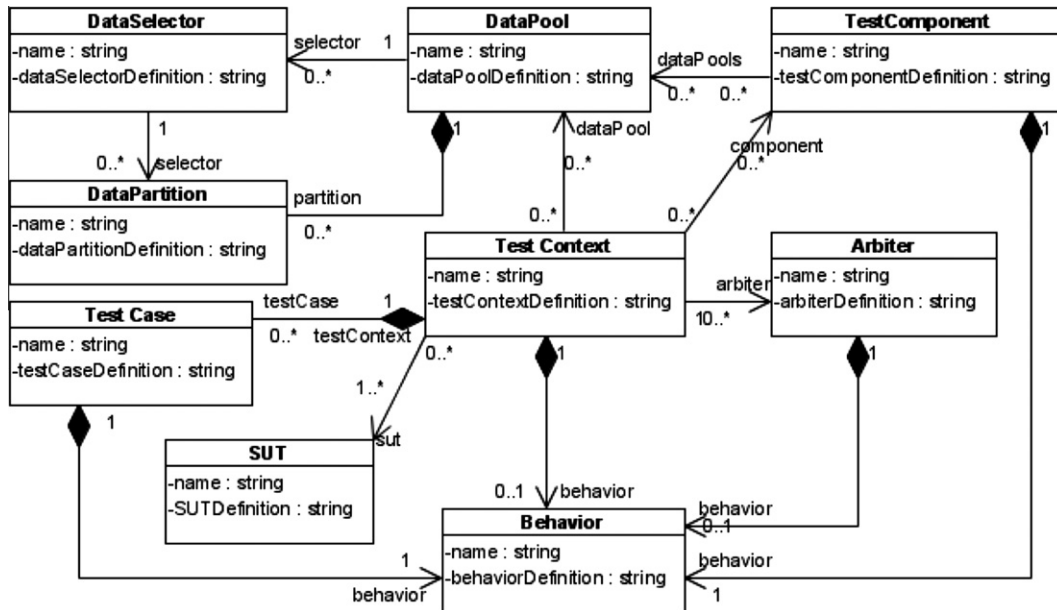 DataSelector
-name : string
-dataSelectorDefinition : string
selector
1
0..*
DataPool
-name : string
-dataPoolDefinition : string
dataPools
0..*
0..*
TestComponent
-name : string
-testComponentDefinition : string
1
0..*
selector
1
dataPool
0..*
0..*
component
0..*
0..*
1
DataPartition
-name : string
-dataPartitionDefinition : string
partition
0..*
Test Context
-name : string
-testContextDefinition : string
arbiter
10..*
Arbiter
-name : string
-arbiterDefinition : string
testCase
1
0..*
testContext
Test Case
-name : string
-testCaseDefinition : string
0..*
1
1
1..*
sut
1
SUT
-name : string
-SUTDefinition : string
0..1
behavior
behavior
0..1
Behavior
-name : string
-behaviorDefinition : string
1
behavior
behavior
1